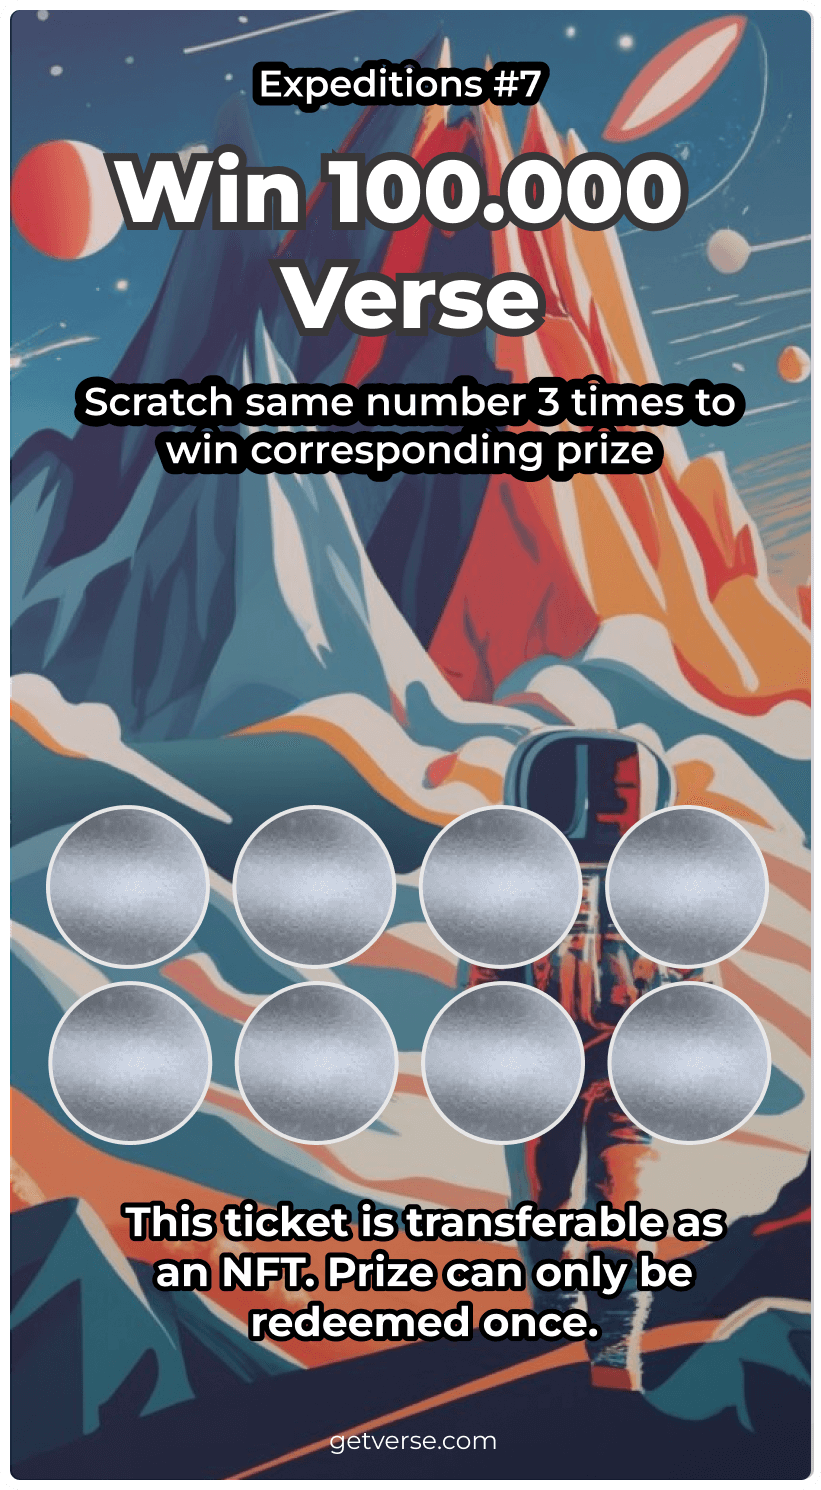 Expeditions #7
Win 100.000
Verse
Scratch same number 3 times to
win corresponding prize
This ticket is transferable as
an NFT. Prize can only be
redeemed once.
getverse.com